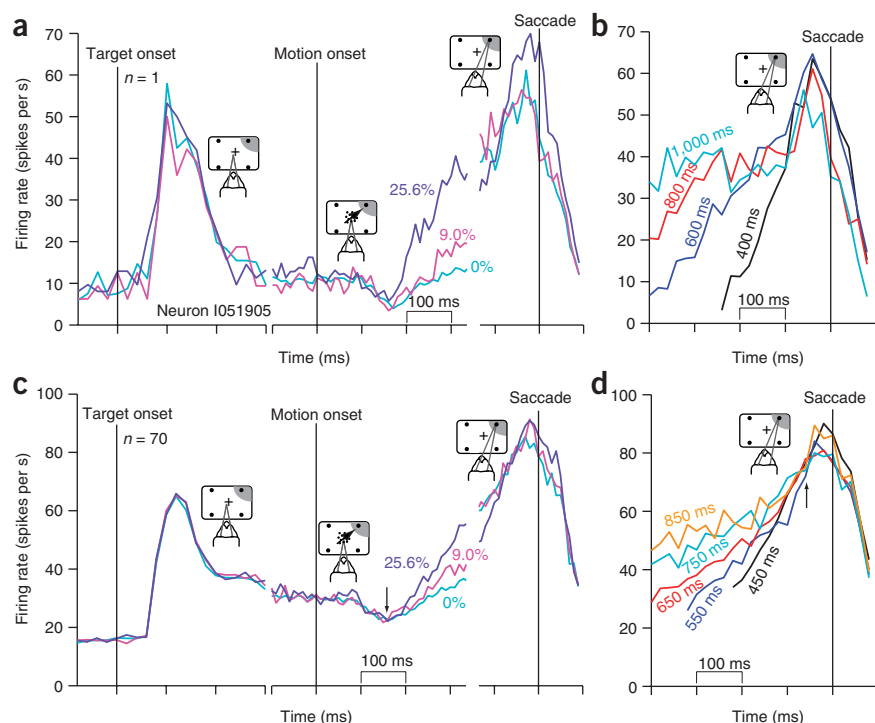 a
Firing rate (spikes per s)
70
60
50
40
30
20
10
0
Target onset
n = 1
Motion onset
Saccade
25.6%
9.0%
0%
100 ms
Neuron I051905
Time (ms)
b
70
60
50
40
30
20
10
0
Saccade
1,000 ms
800 ms
600 ms
400 ms
100 ms
Time (ms)
c
Firing rate (spikes per s)
100
80
60
40
20
0
Target onset
n = 70
Motion onset
Saccade
25.6%
9.0%
0%
100 ms
Time (ms)
d
100
80
60
40
20
0
Saccade
850 ms
750 ms
650 ms
550 ms
450 ms
100 ms
Time (ms)